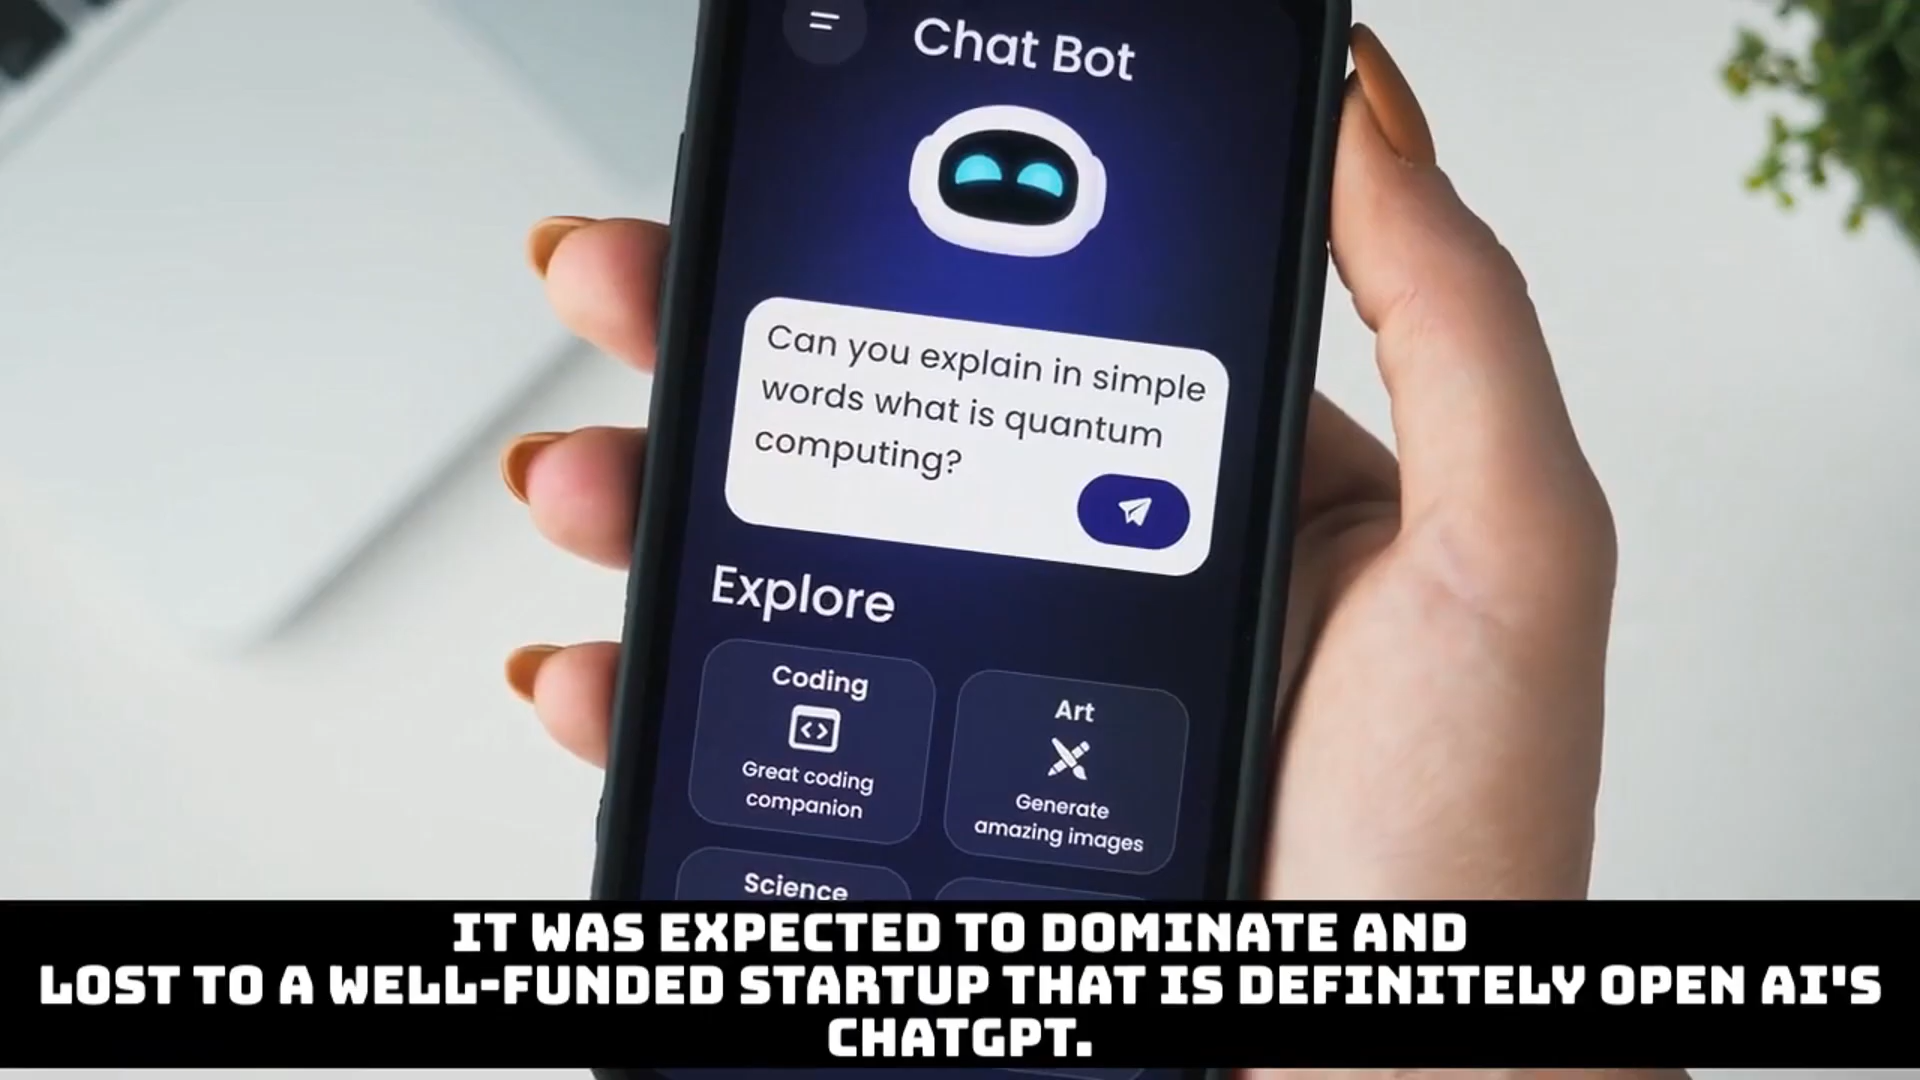 Chat Bot
Can you explain in simple
words what is quantum
computing?
Explore
Coding
Great coding
companion
Art
Generate
amazing images
Science
IT WAS EXPECTED TO DOMINATE AND
LOST TO A WELL-FUNDED STARTUP THAT IS DEFINITELY OPEN AI'S
CHATGPT.